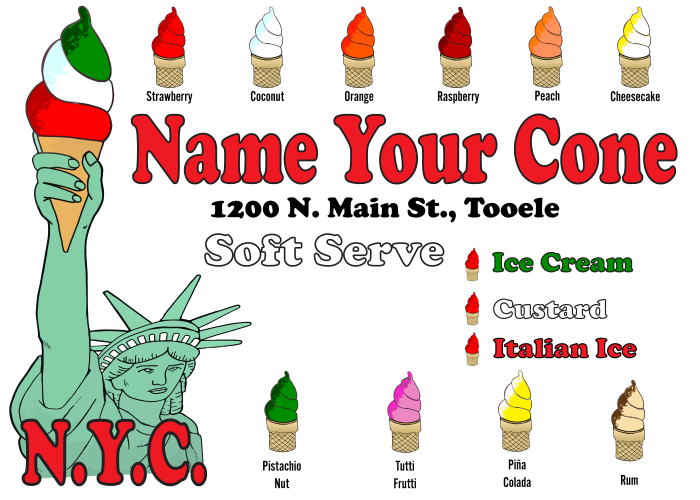 Strawberry
Coconut
Orange
Raspberry
Peach
Cheesecake
Name Your Cone
1200 N. Main St., Tooele
Soft Serve
Ice Cream
Custard
Italian Ice
N.Y.C.
Pistachio
Nut
Tutti
Frutti
Piña
Colada
Rum